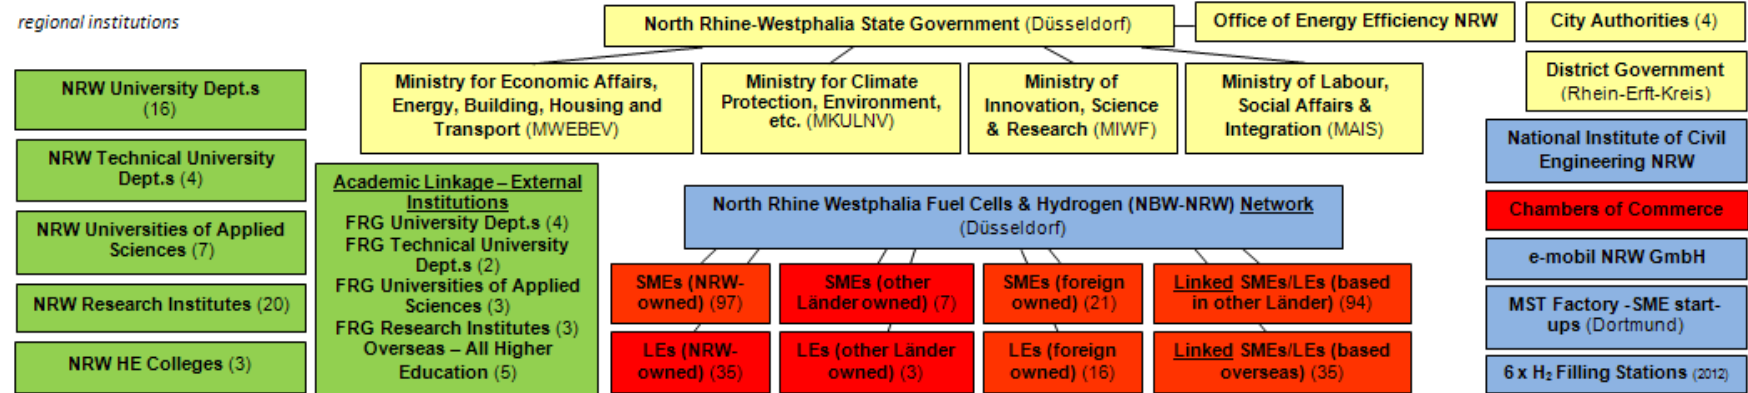 regional institutions
North Rhine-Westphalia State Government (Düsseldorf)
Office of Energy Efficiency NRW
City Authorities (4)
NRW University Dept.s
(16)
Ministry for Economic Affairs,
Energy, Building, Housing and
Transport (MWEBEV)
Ministry for Climate
Protection, Environment,
etc. (MKULNV)
Ministry of
Innovation, Science
& Research (MIWF)
Ministry of Labour,
Social Affairs &
Integration (MAIS)
District Government
(Rhein-Erft-Kreis)
NRW Technical University
Dept.s (4)
National Institute of Civil
Engineering NRW
NRW Universities of Applied
Sciences (7)
NRW Research Institutes (20)
NRW HE Colleges (3)
Academic Linkage – External
Institutions
FRG University Dept.s (4)
FRG Technical University
Dept.s (2)
FRG Universities of Applied
Sciences (3)
FRG Research Institutes (3)
Overseas – All Higher
Education (5)
North Rhine Westphalia Fuel Cells & Hydrogen (NBW-NRW) Network
(Düsseldorf)
SMEs (NRW-
owned) (97)
SMEs (other
Länder owned) (7)
SMEs (foreign
owned) (21)
Linked SMEs/LEs (based
in other Länder) (94)
LEs (NRW-
owned) (35)
LEs (other Länder
owned) (3)
LEs (foreign
owned) (16)
Linked SMEs/LEs (based
overseas) (35)
Chambers of Commerce
e-mobil NRW GmbH
MST Factory -SME start-
ups (Dortmund)
6 x H₂ Filling Stations (2012)